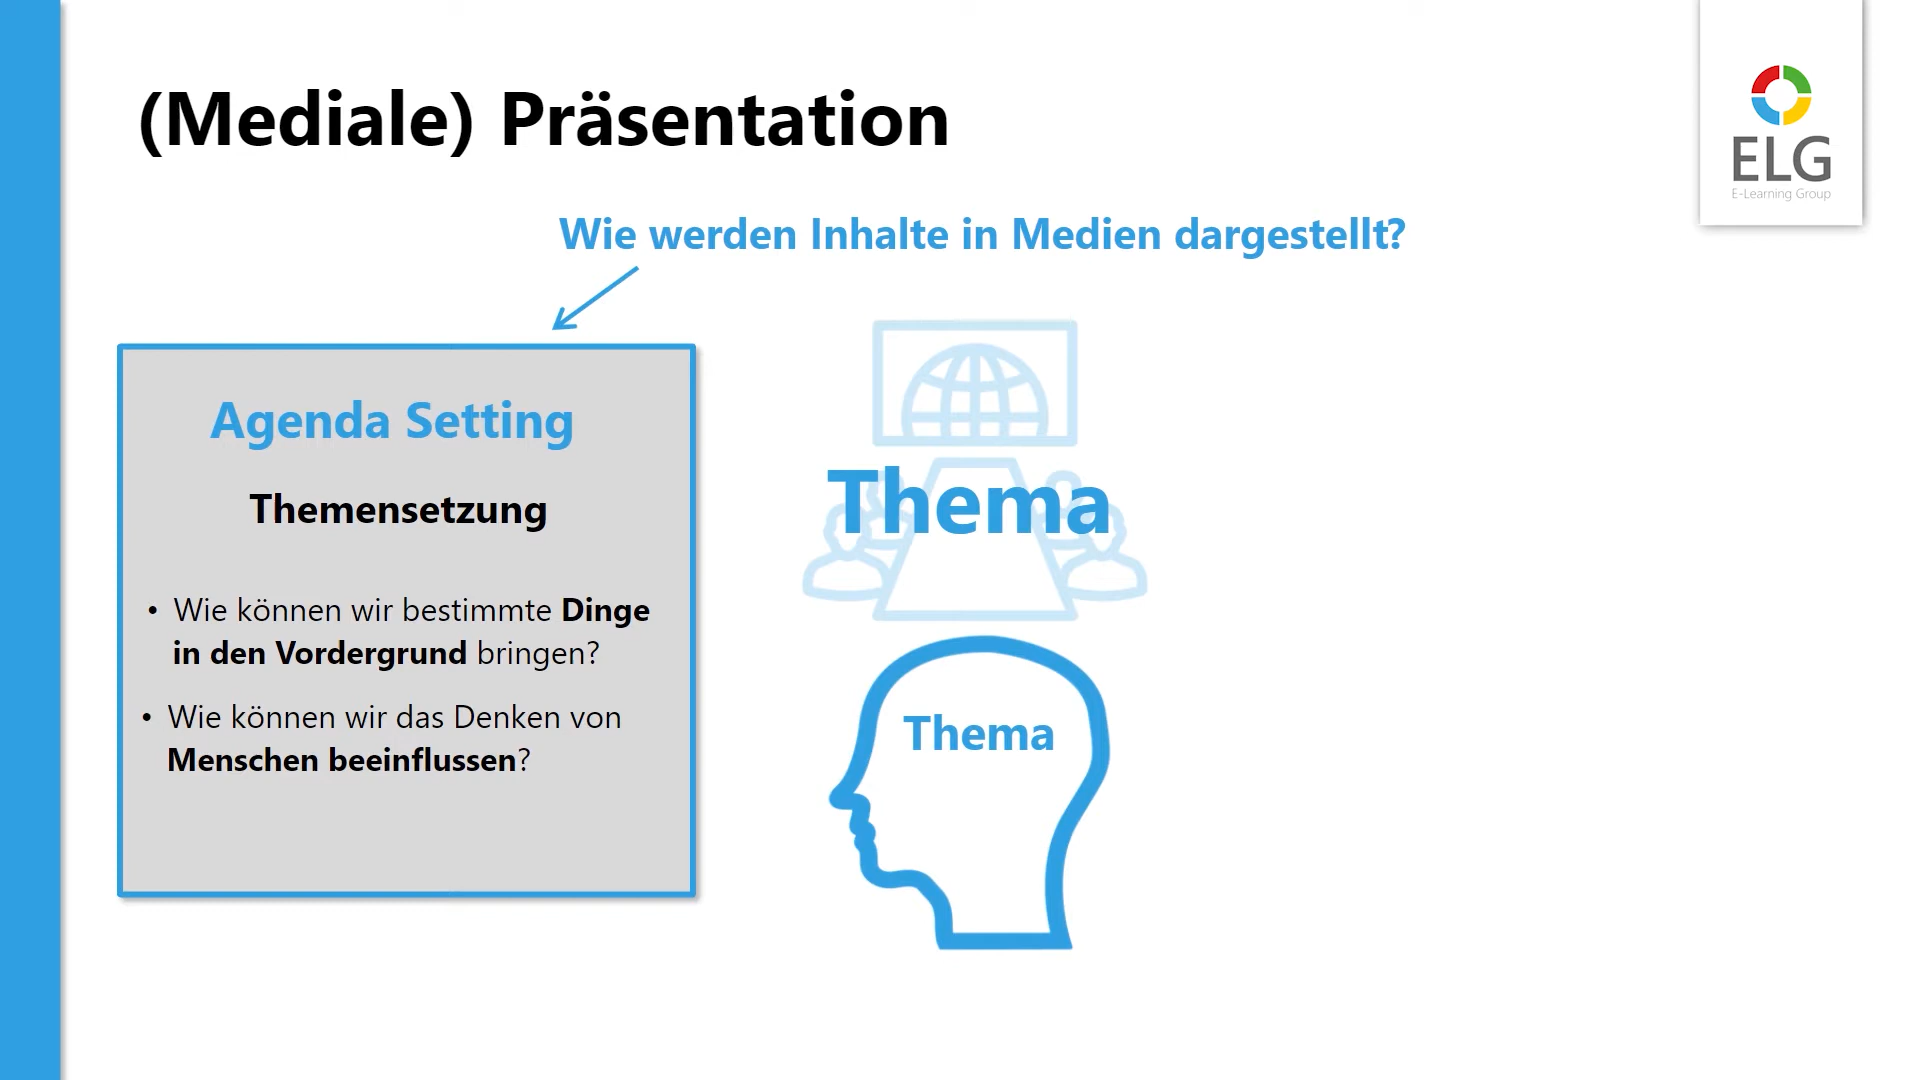 (Mediale) Präsentation
ELG
E-Learning Group
Wie werden Inhalte in Medien dargestellt?
Agenda Setting
Themensetzung
• Wie können wir bestimmte Dinge
in den Vordergrund bringen?
• Wie können wir das Denken von
Menschen beeinflussen?
Thema
Thema